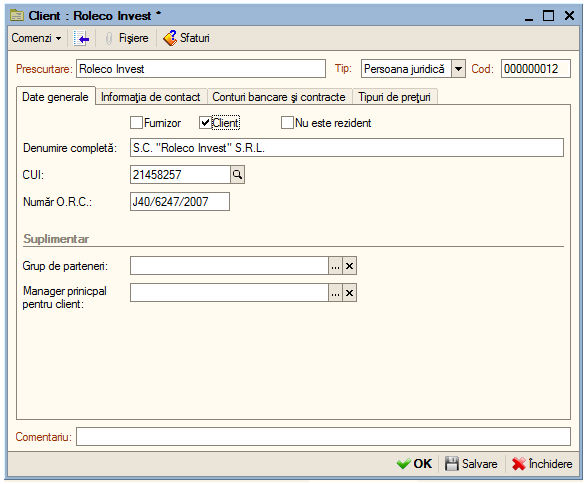 Client : Roleco Invest *
Comenzi Fișiere Sfaturi
Prescurtare: Roleco Invest Tip: Persoana juridică Cod: 000000012
Date generale Informația de contact Conturi bancare și contracte Tipuri de prețuri
Furnizor Client Nu este rezident
Denumire completă: S.C. "Roleco Invest" S.R.L.
CUI: 21458257
Număr O.R.C.: J40/6247/2007
Suplimentar
Grup de parteneri: ...
Manager prinicpal
pentru client: ...
Comentariu:
OK Salvare Închidere